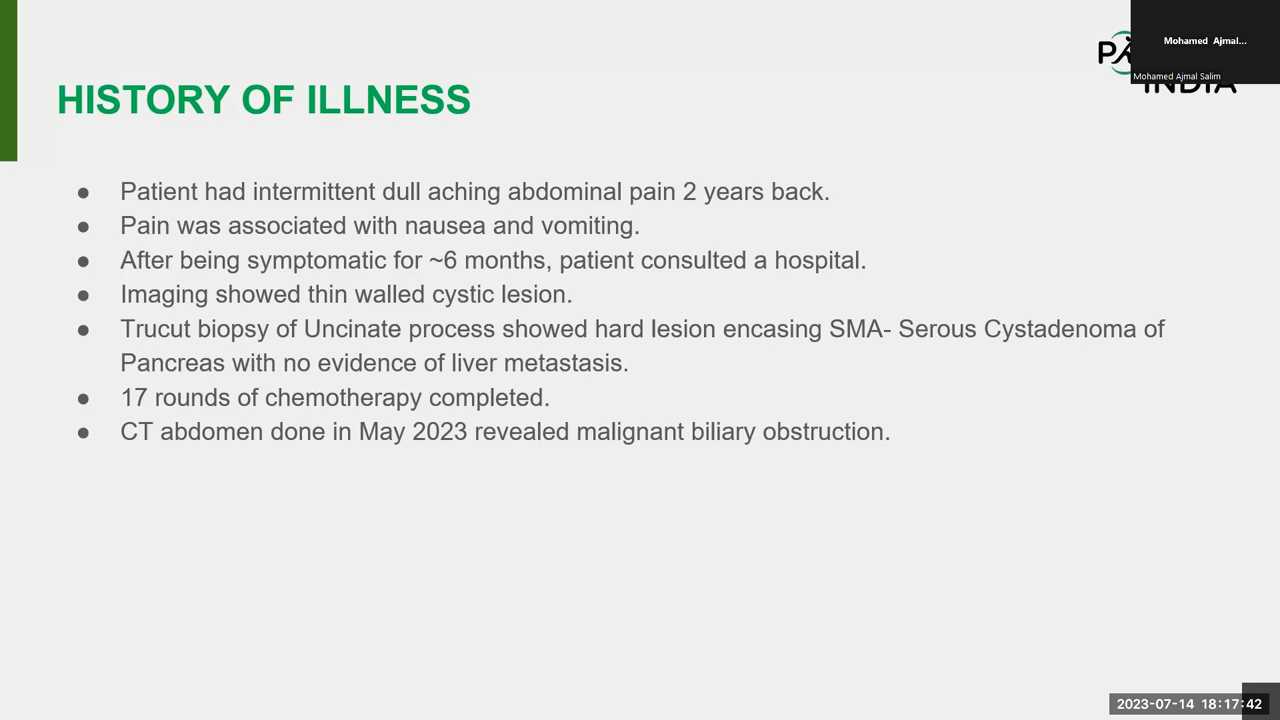 Mohamed Ajmal...
Mohamed Ajmal Salim
INDIA
HISTORY OF ILLNESS
● Patient had intermittent dull aching abdominal pain 2 years back.
● Pain was associated with nausea and vomiting.
● After being symptomatic for ~6 months, patient consulted a hospital.
● Imaging showed thin walled cystic lesion.
● Trucut biopsy of Uncinate process showed hard lesion encasing SMA- Serous Cystadenoma of
Pancreas with no evidence of liver metastasis.
● 17 rounds of chemotherapy completed.
● CT abdomen done in May 2023 revealed malignant biliary obstruction.
2023-07-14 18:17:42